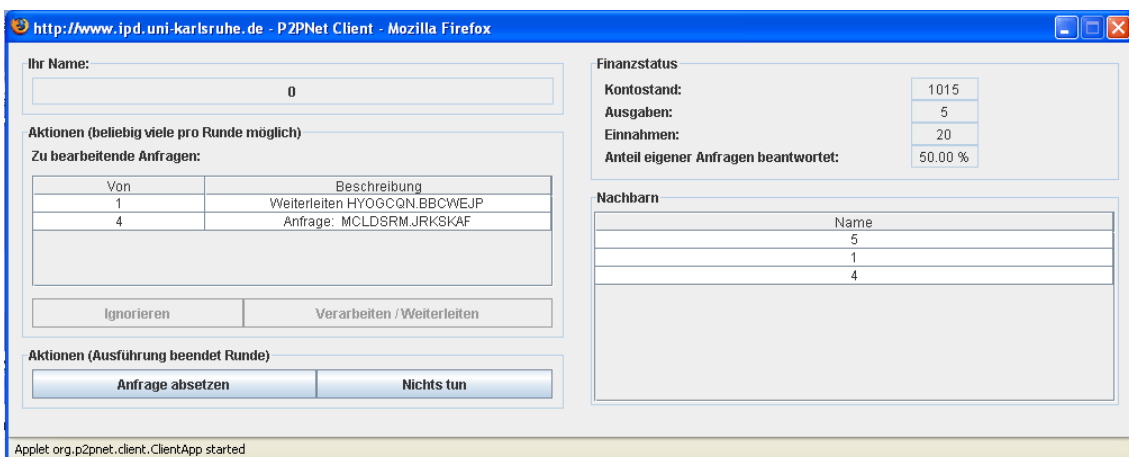 http://www.ipd.uni-karlsruhe.de - P2PNet Client - Mozilla Firefox
Ihr Name:
0
Aktionen (beliebig viele pro Runde möglich)
Zu bearbeitende Anfragen:
Von Beschreibung
1 Weiterleiten HYOGCQN.BBCWEJP
4 Anfrage: MCLDSRM.JRKSKAF
Ignorieren Verarbeiten / Weiterleiten
Aktionen (Ausführung beendet Runde)
Anfrage absetzen Nichts tun
Finanzstatus
Kontostand: 1015
Ausgaben: 5
Einnahmen: 20
Anteil eigener Anfragen beantwortet: 50.00 %
Nachbarn
Name
5
1
4
Applet org.p2pnet.client.ClientApp started